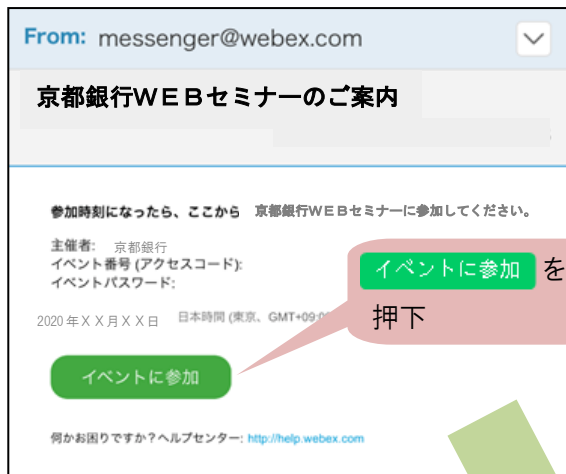 From: messenger@webex.com
京都銀行WEBセミナーのご案内
参加時刻になったら、ここから 京都銀行WEBセミナーに参加してください。
主催者: 京都銀行
イベント番号 (アクセスコード):
イベントパスワード:
イベントに参加 を
押下
2020年XX月XX日 日本時間 (東京、GMT+09:
イベントに参加
何かお困りですか?ヘルプセンター: http://help.webex.com